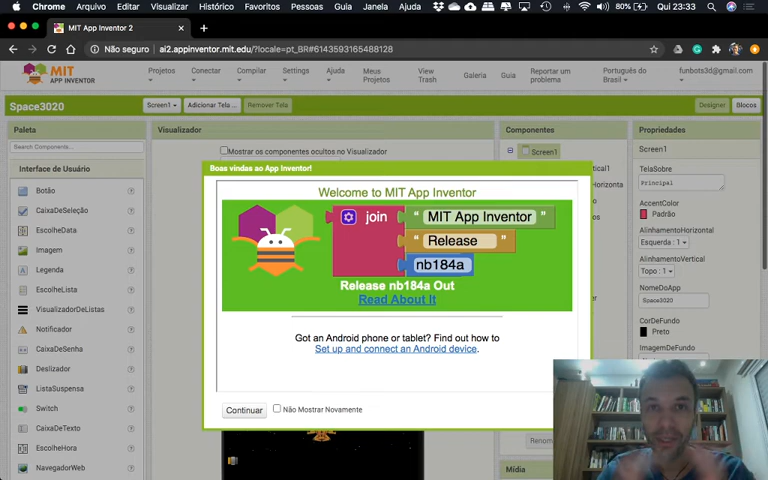 Chrome Arquivo Editar Visualizar Histórico Favoritos Pessoas Guia Janela Ajuda 80% Qui 23:33
MIT App Inventor 2
Não seguro ai2.appinventor.mit.edu/?locale=pt_BR#6143593165488128
MIT
APP INVENTOR
Projetos Conectar Compilar Settings Ajuda Meus Projetos View Trash Galeria Guia Reportar um problema Português do Brasil funbots3d@gmail.com
Space3020 Screen1 Adicionar Tela ... Remover Tela Designer Blocos
Paleta Visualizador Componentes Propriedades
Search Components...
Mostrar os componentes ocultos no Visualizador
Screen1
Screen1
Interface de Usuário
Botão
CaixaDeSeleção
EscolheData
Imagem
Legenda
EscolheLista
VisualizadorDeListas
Notificador
CaixaDeSenha
Deslizador
ListaSuspensa
Switch
CaixaDeTexto
EscolheHora
NavegadorWeb
Boas vindas ao App Inventor!
Welcome to MIT App Inventor
join " MIT App Inventor "
" Release "
nb184a
Release nb184a Out
Read About It
Got an Android phone or tablet? Find out how to
Set up and connect an Android device.
Continuar Não Mostrar Novamente
TelaSobre
Principal
AccentColor
Padrão
AlinhamentoHorizontal
Esquerda : 1
AlinhamentoVertical
Topo : 1
NomeDoApp
Space3020
CorDeFundo
Preto
ImagemDeFundo
Renom
Mídia